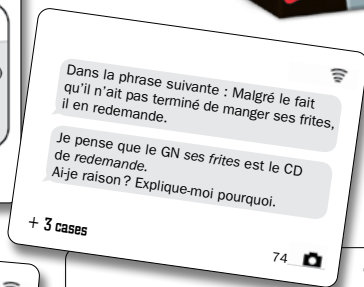 Dans la phrase suivante : Malgré le fait
qu'il n'ait pas terminé de manger ses frites,
il en redemande.
Je pense que le GN ses frites est le CD
de redemande.
Ai-je raison ? Explique-moi pourquoi.
+ 3 cases
74